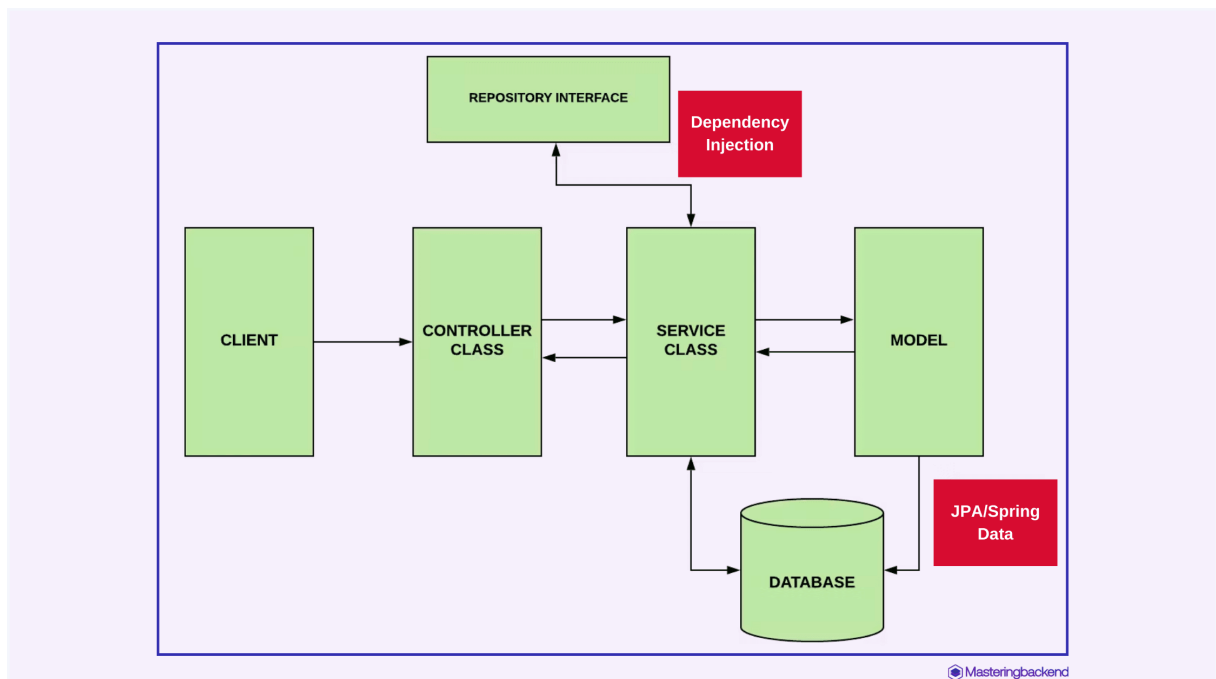 REPOSITORY INTERFACE
Dependency
Injection
CLIENT
CONTROLLER
CLASS
SERVICE
CLASS
MODEL
JPA/Spring
Data
DATABASE
Masteringbackend